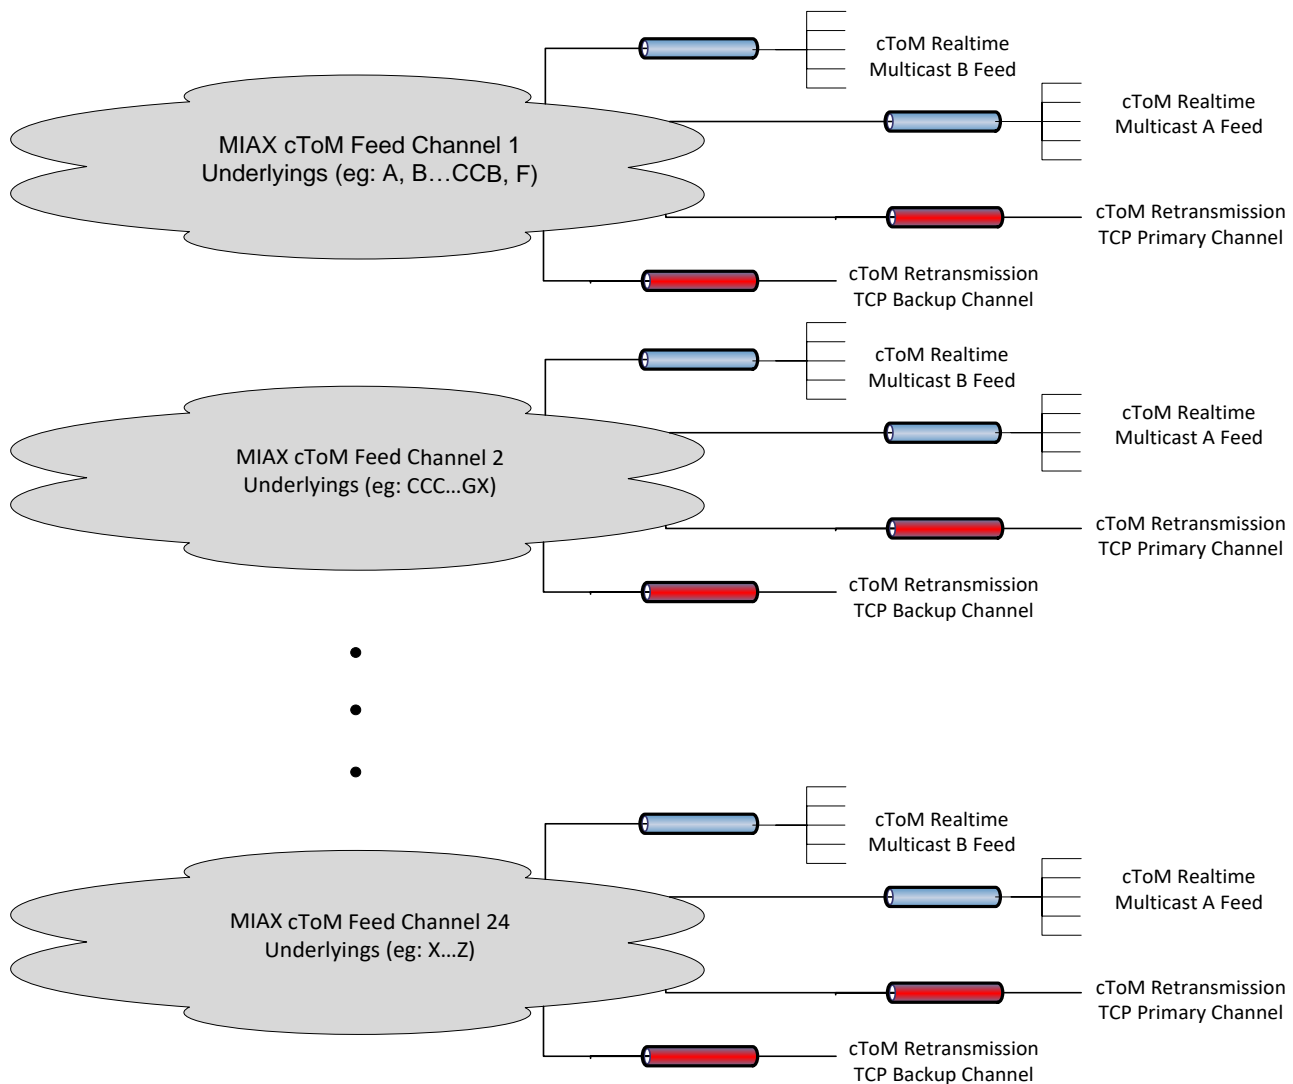 cToM Realtime
Multicast B Feed
cToM Realtime
Multicast A Feed
MIAX cToM Feed Channel 1
Underlyings (eg: A, B…CCB, F)
cToM Retransmission
TCP Primary Channel
cToM Retransmission
TCP Backup Channel
cToM Realtime
Multicast B Feed
cToM Realtime
Multicast A Feed
MIAX cToM Feed Channel 2
Underlyings (eg: CCC…GX)
cToM Retransmission
TCP Primary Channel
cToM Retransmission
TCP Backup Channel
cToM Realtime
Multicast B Feed
cToM Realtime
Multicast A Feed
MIAX cToM Feed Channel 24
Underlyings (eg: X…Z)
cToM Retransmission
TCP Primary Channel
cToM Retransmission
TCP Backup Channel